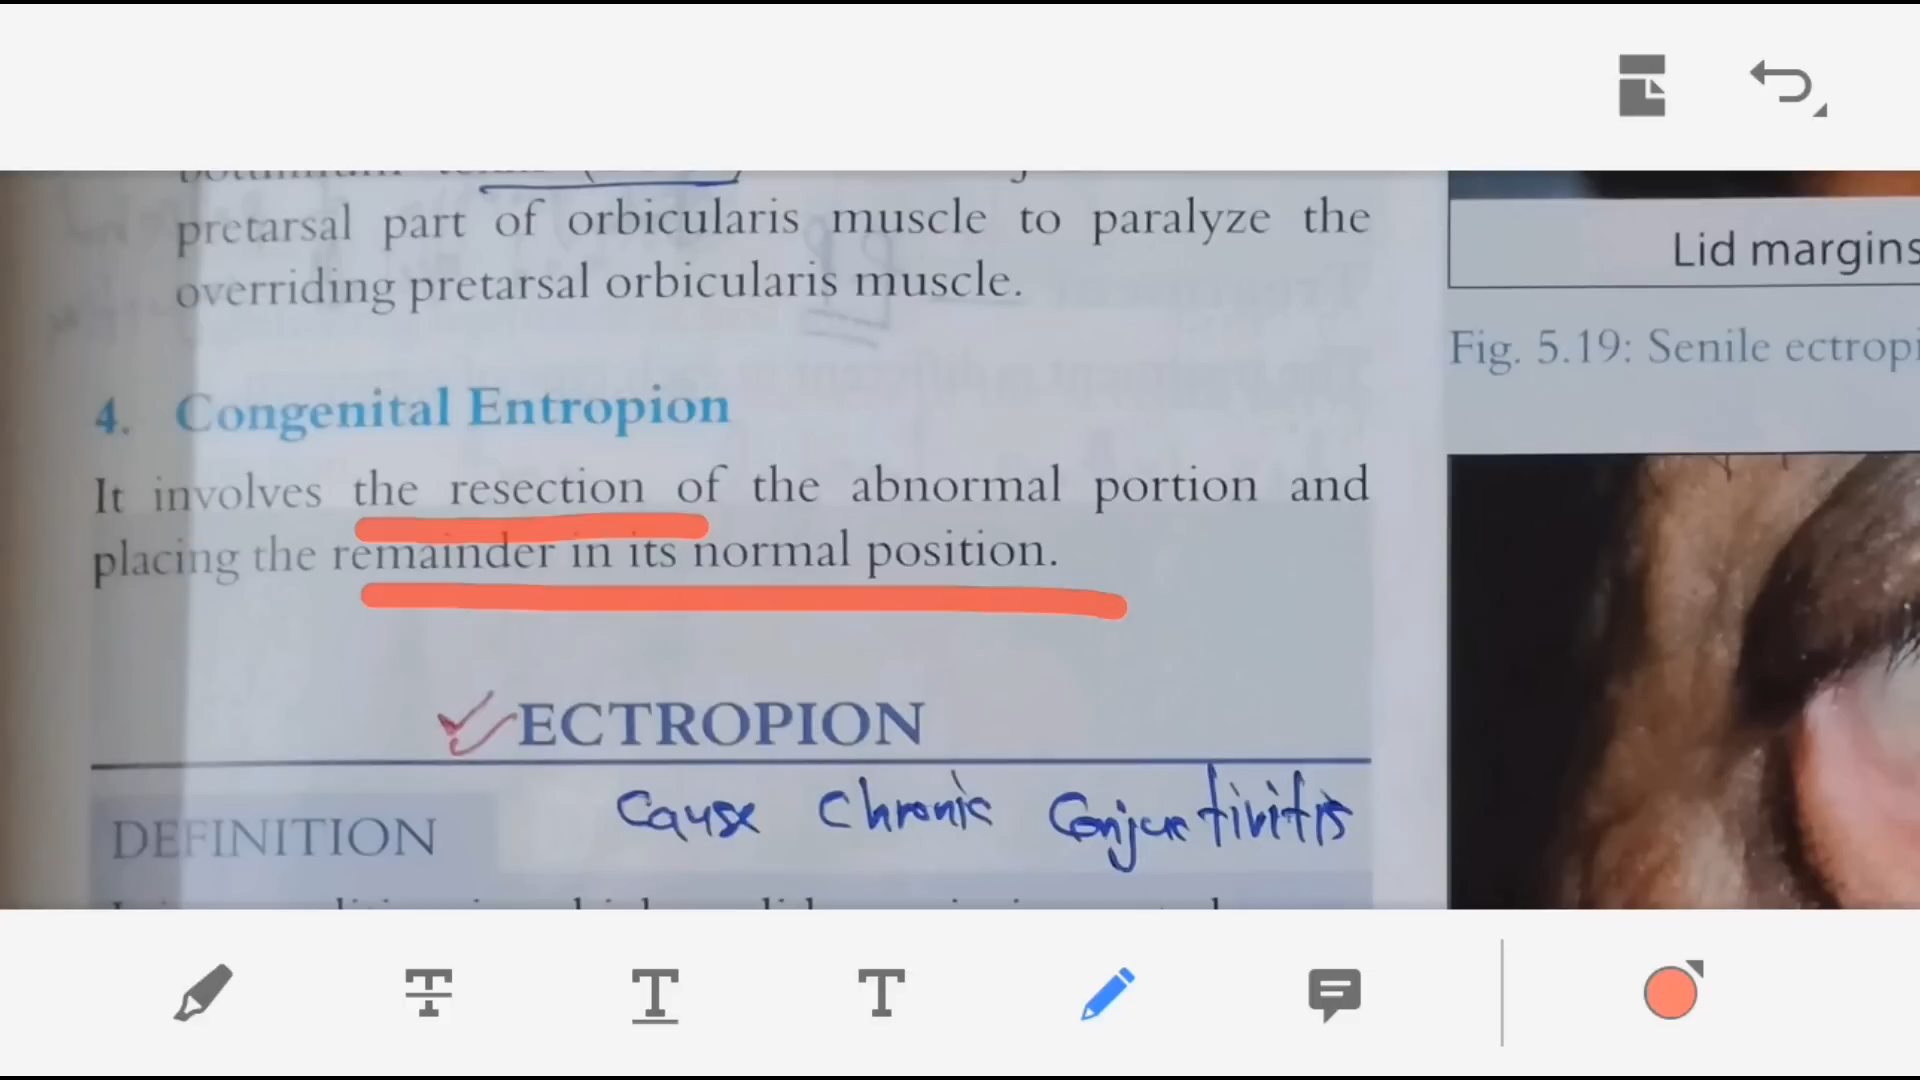 pretarsal part of orbicularis muscle to paralyze the
overriding pretarsal orbicularis muscle.
4. Congenital Entropion
It involves the resection of the abnormal portion and
placing the remainder in its normal position.
ECTROPION
Cause Chronic Conjuctivitis
DEFINITION
Lid margins
Fig. 5.19: Senile